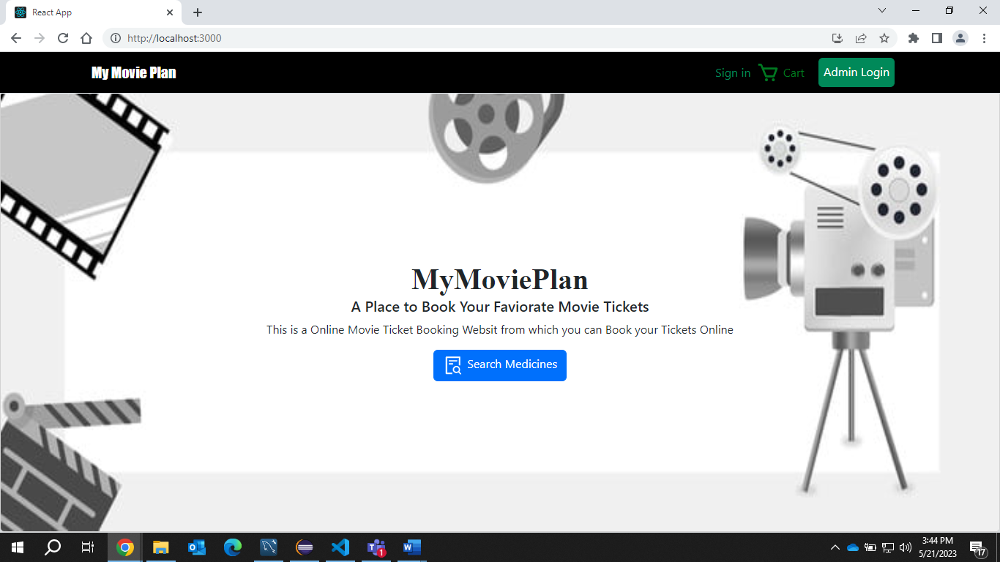 React App
http://localhost:3000
My Movie Plan
Sign in
Cart
Admin Login
MyMoviePlan
A Place to Book Your Faviorate Movie Tickets
This is a Online Movie Ticket Booking Websit from which you can Book your Tickets Online
Search Medicines
1
W
3:44 PM
5/21/2023
17